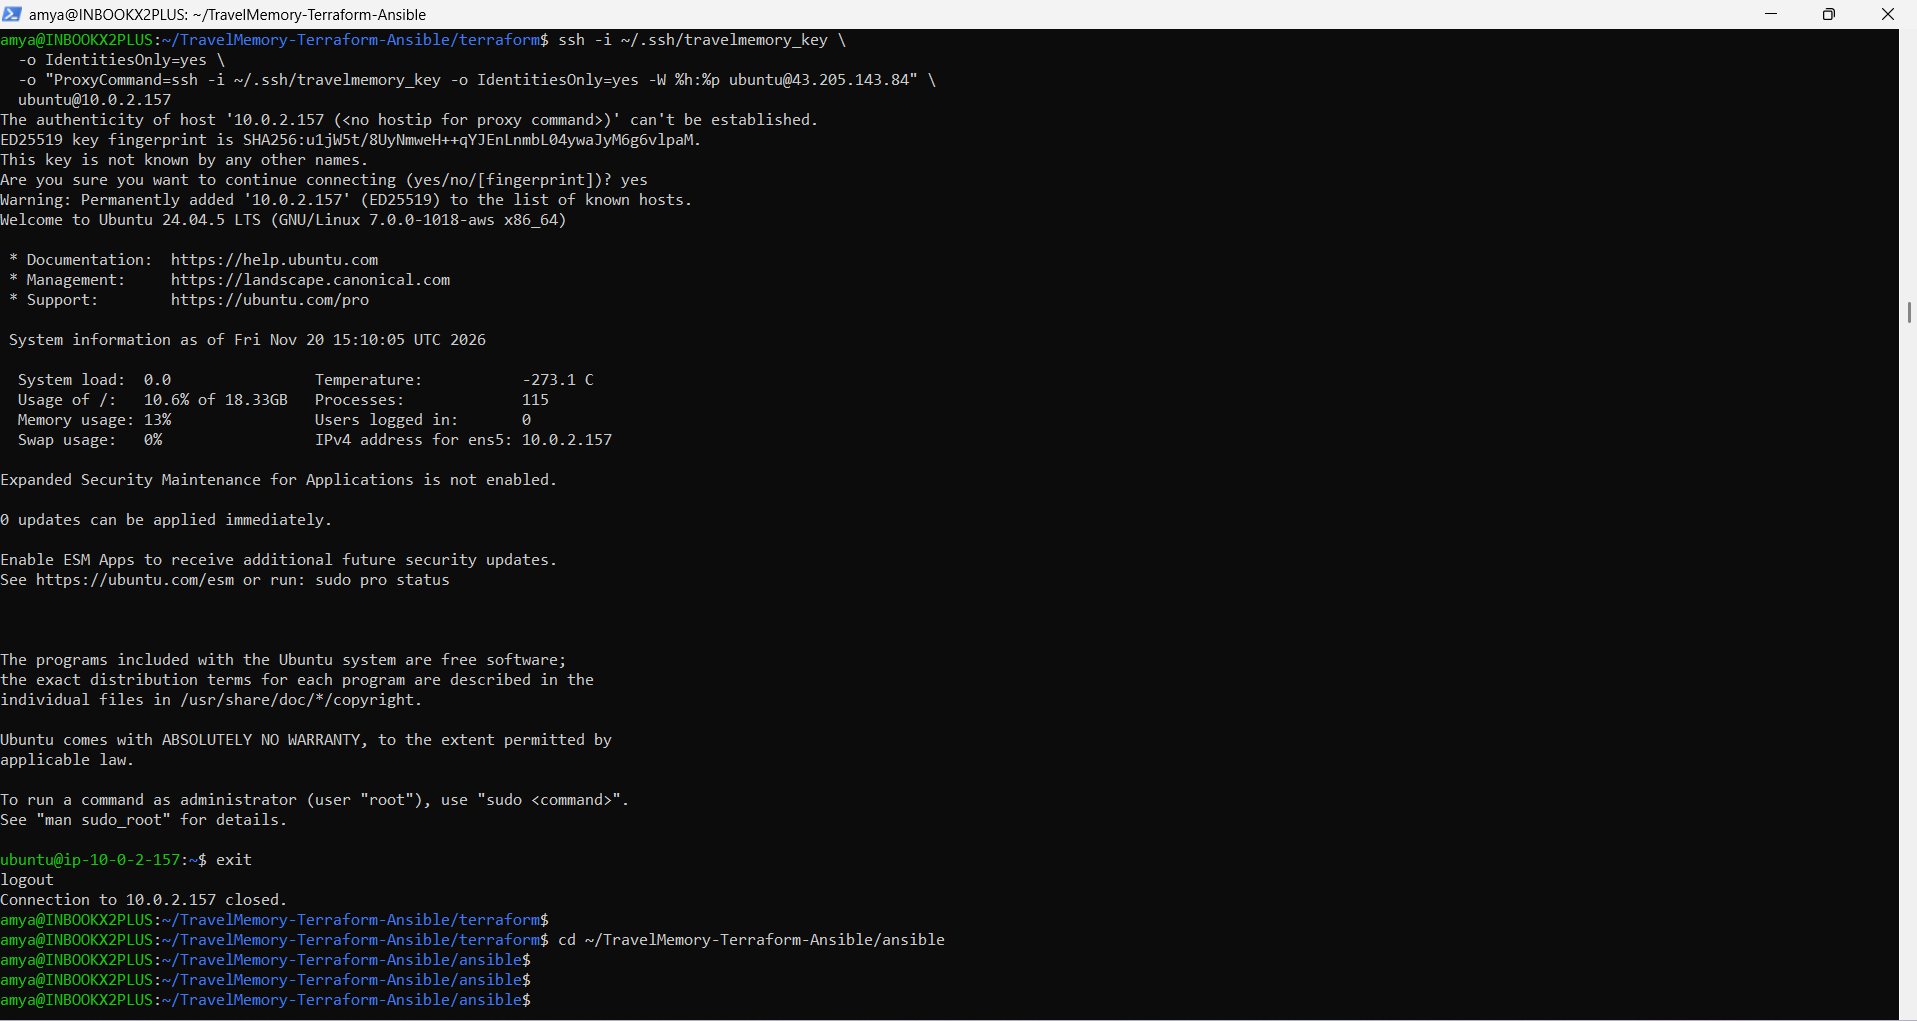 amya@INBOOKX2PLUS: ~/TravelMemory-Terraform-Ansible
amya@INBOOKX2PLUS:~/TravelMemory-Terraform-Ansible/terraform$ ssh -i ~/.ssh/travelmemory_key \
  -o IdentitiesOnly=yes \
  -o "ProxyCommand=ssh -i ~/.ssh/travelmemory_key -o IdentitiesOnly=yes -W %h:%p ubuntu@43.205.143.84" \
  ubuntu@10.0.2.157
The authenticity of host '10.0.2.157 (<no hostip for proxy command>)' can't be established.
ED25519 key fingerprint is SHA256:u1jW5t/8UyNmweH++qYJEnLnmbL04ywaJyM6g6vlpaM.
This key is not known by any other names.
Are you sure you want to continue connecting (yes/no/[fingerprint])? yes
Warning: Permanently added '10.0.2.157' (ED25519) to the list of known hosts.
Welcome to Ubuntu 24.04.5 LTS (GNU/Linux 7.0.0-1018-aws x86_64)
 * Documentation:  https://help.ubuntu.com
 * Management:     https://landscape.canonical.com
 * Support:        https://ubuntu.com/pro
 System information as of Fri Nov 20 15:10:05 UTC 2026
  System load:  0.0                Temperature:           -273.1 C
  Usage of /:   10.6% of 18.33GB   Processes:             115
  Memory usage: 13%                Users logged in:       0
  Swap usage:   0%                 IPv4 address for ens5: 10.0.2.157
Expanded Security Maintenance for Applications is not enabled.
0 updates can be applied immediately.
Enable ESM Apps to receive additional future security updates.
See https://ubuntu.com/esm or run: sudo pro status
The programs included with the Ubuntu system are free software;
the exact distribution terms for each program are described in the
individual files in /usr/share/doc/*/copyright.
Ubuntu comes with ABSOLUTELY NO WARRANTY, to the extent permitted by
applicable law.
To run a command as administrator (user "root"), use "sudo <command>".
See "man sudo_root" for details.
ubuntu@ip-10-0-2-157:~$ exit
logout
Connection to 10.0.2.157 closed.
amya@INBOOKX2PLUS:~/TravelMemory-Terraform-Ansible/terraform$
amya@INBOOKX2PLUS:~/TravelMemory-Terraform-Ansible/terraform$ cd ~/TravelMemory-Terraform-Ansible/ansible
amya@INBOOKX2PLUS:~/TravelMemory-Terraform-Ansible/ansible$
amya@INBOOKX2PLUS:~/TravelMemory-Terraform-Ansible/ansible$
amya@INBOOKX2PLUS:~/TravelMemory-Terraform-Ansible/ansible$